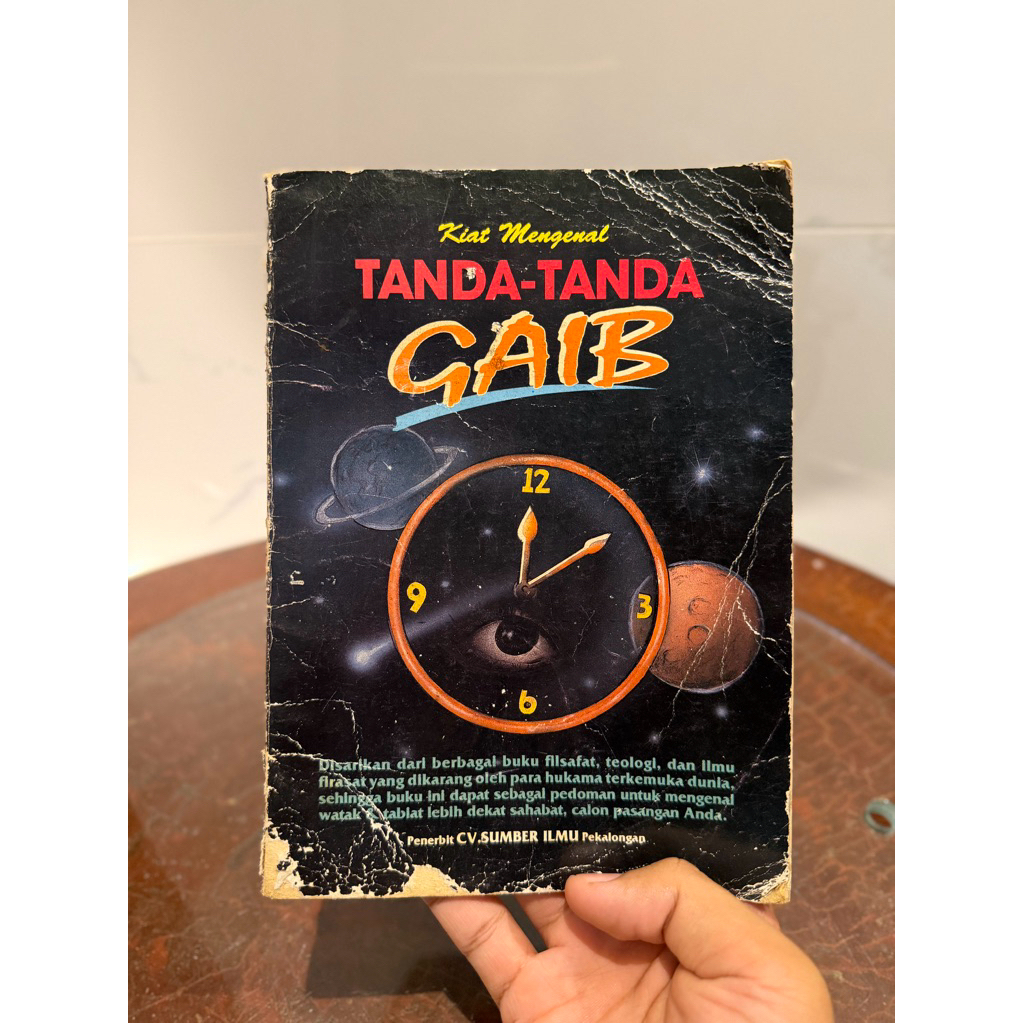 Kiat Mengenal
TANDA-TANDA
GAIB
12
9
3
6
Disarikan dari berbagai buku filsafat, teologi, dan ilmu
firasat yang dikarang oleh para hukama terkemuka dunia,
sehingga buku ini dapat sebagai pedoman untuk mengenal
watak & tabiat lebih dekat sahabat, calon pasangan Anda.
Penerbit CV.SUMBER ILMU Pekalongan